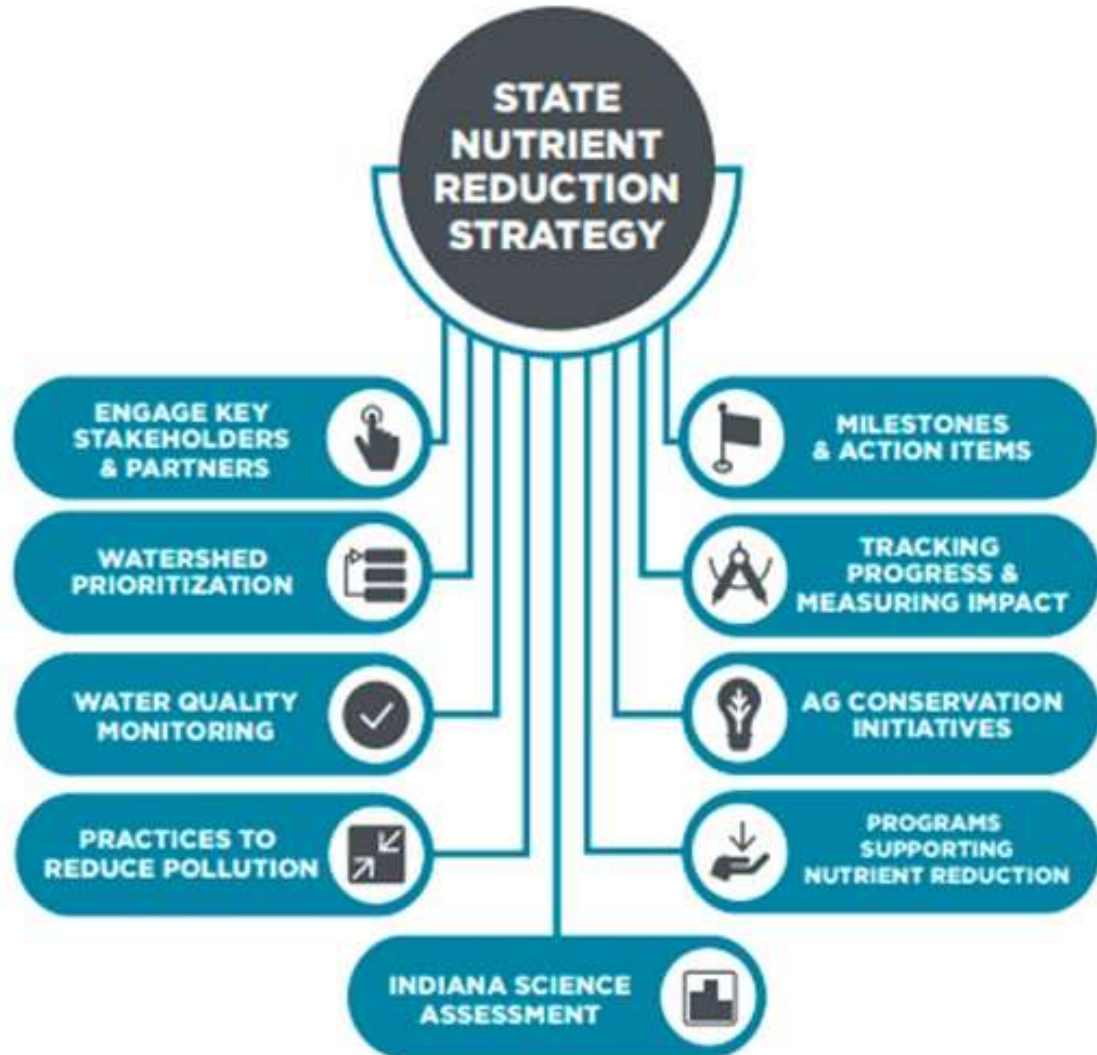 STATE
NUTRIENT
REDUCTION
STRATEGY
ENGAGE KEY
STAKEHOLDERS
& PARTNERS
WATERSHED
PRIORITIZATION
WATER QUALITY
MONITORING
PRACTICES TO
REDUCE POLLUTION
MILESTONES
& ACTION ITEMS
TRACKING
PROGRESS &
MEASURING IMPACT
AG CONSERVATION
INITIATIVES
PROGRAMS
SUPPORTING
NUTRIENT REDUCTION
INDIANA SCIENCE
ASSESSMENT